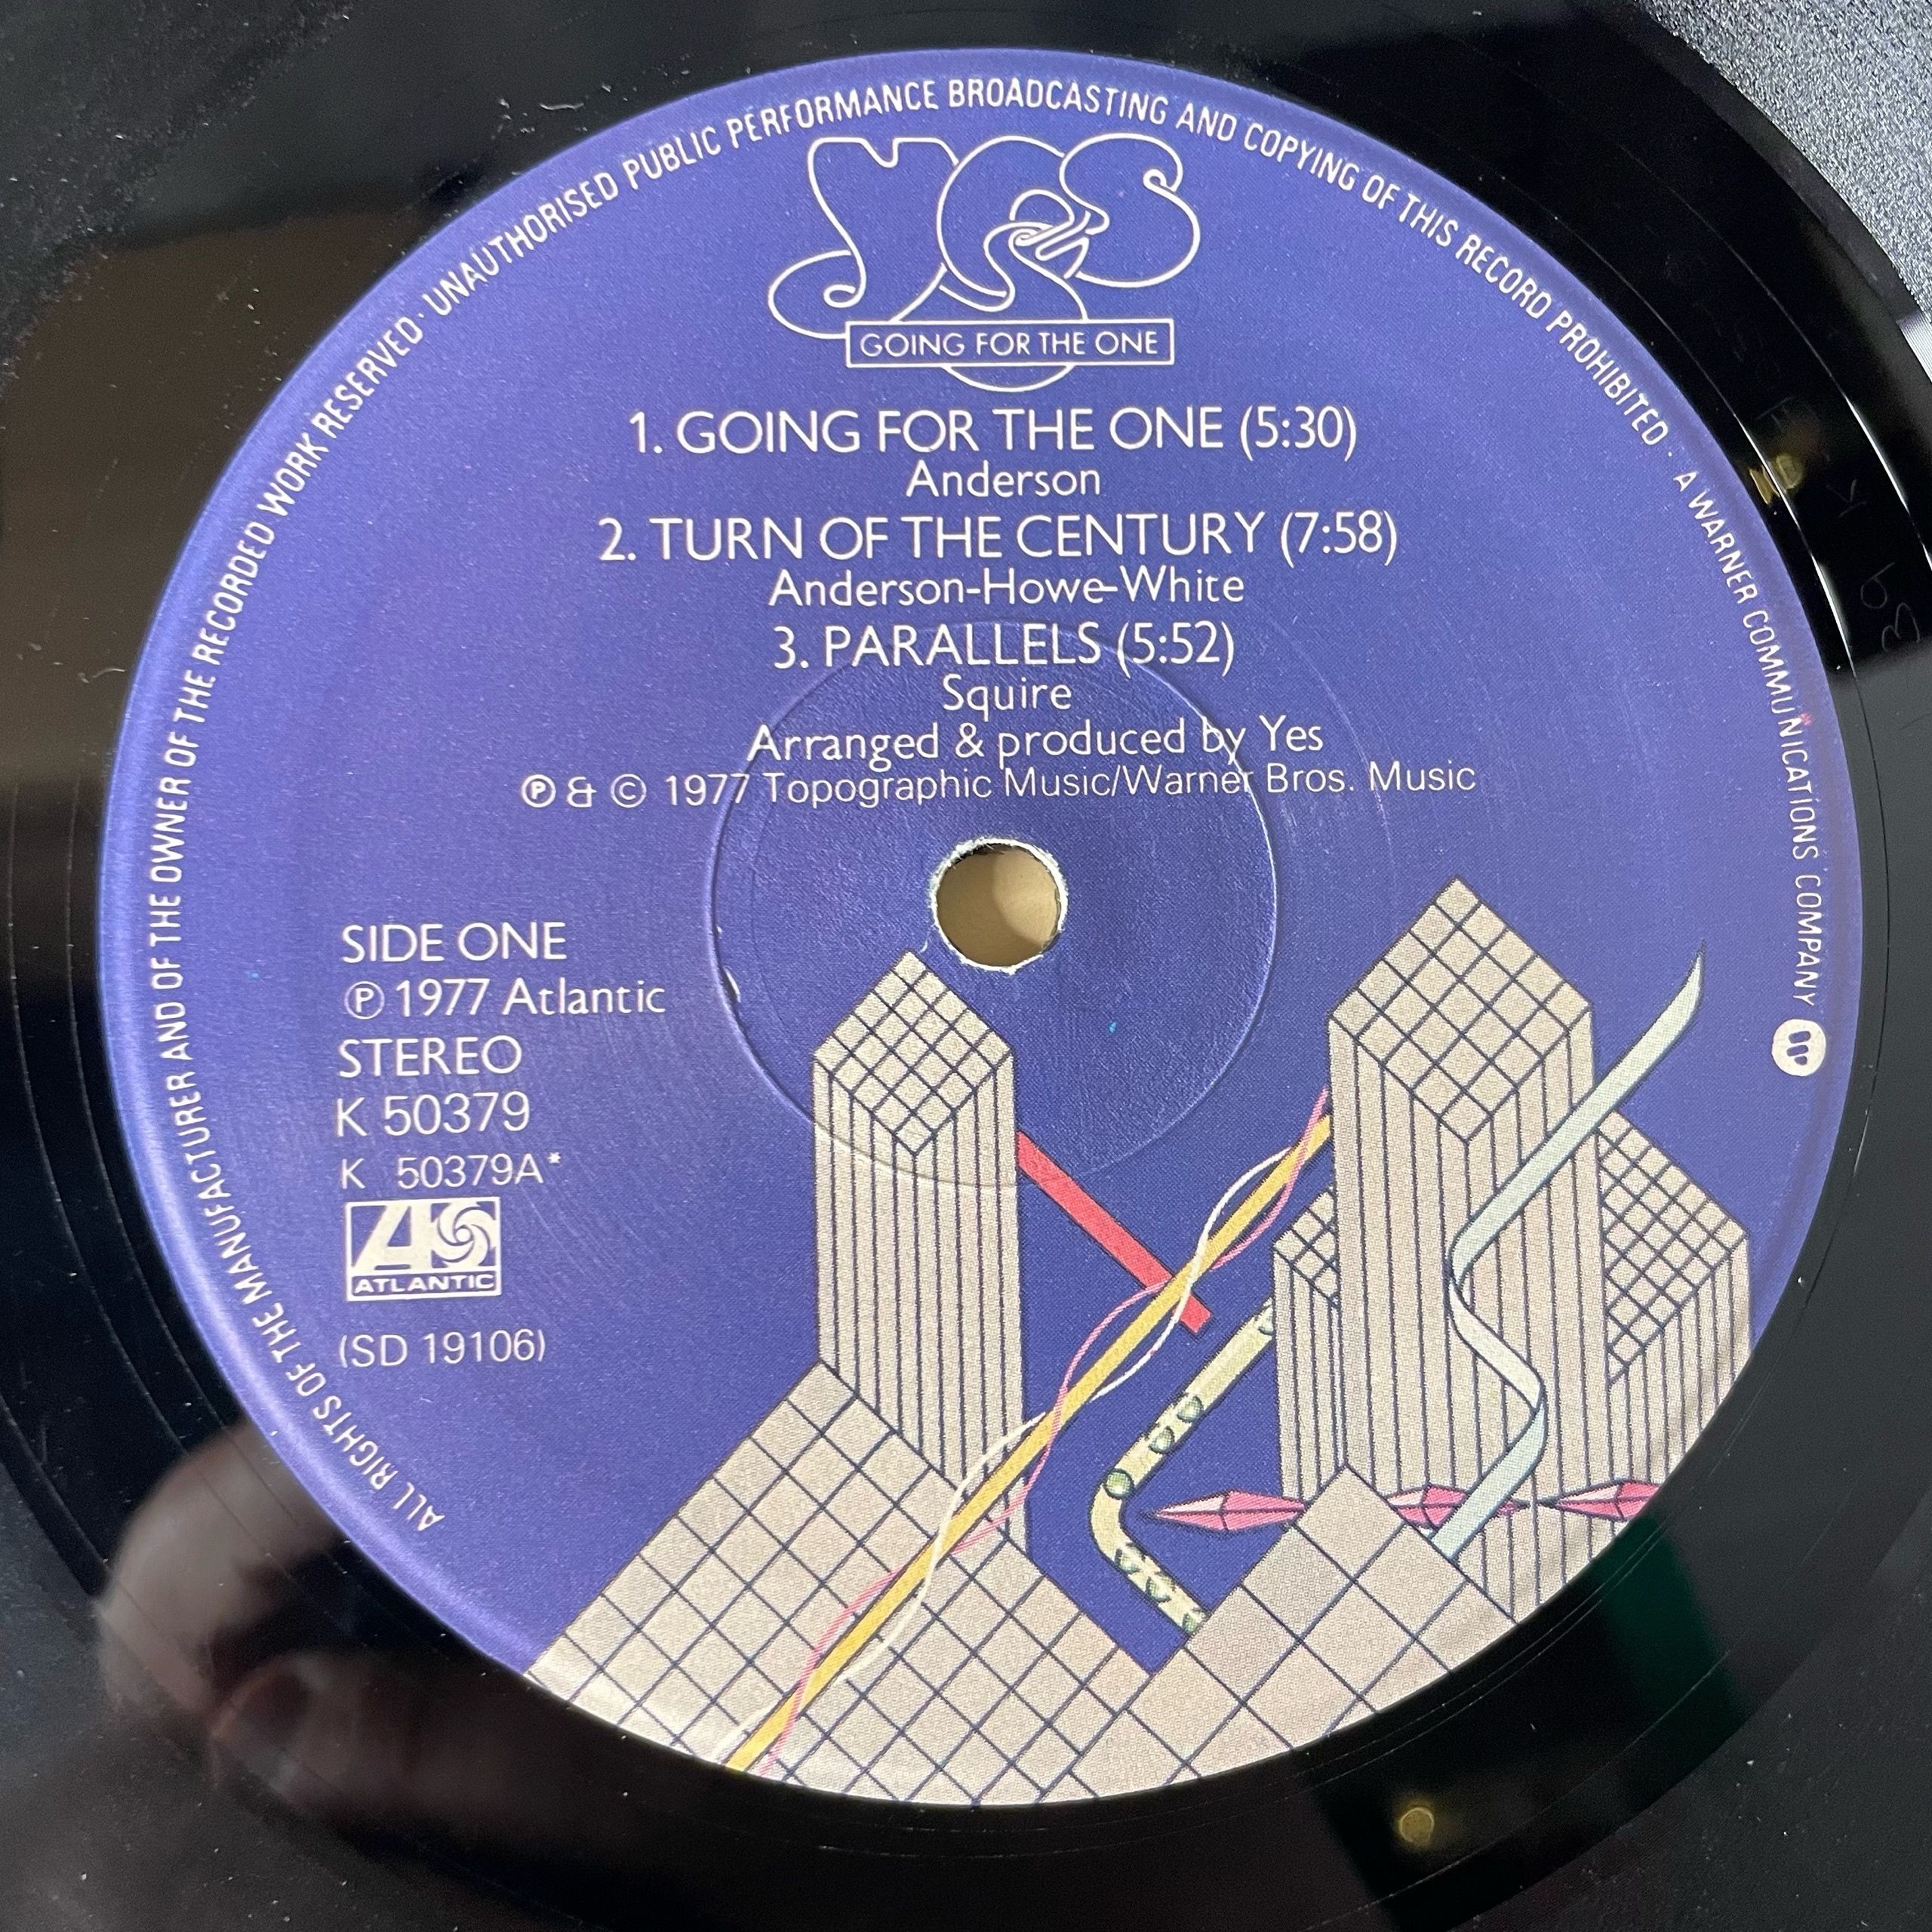 ALL RIGHTS OF THE MANUFACTURER AND OF THE OWNER OF THE RECORDED WORK RESERVED · UNAUTHORISED PUBLIC PERFORMANCE BROADCASTING AND COPYING OF THIS RECORD PROHIBITED · A WARNER COMMUNICATIONS COMPANY
YES
GOING FOR THE ONE
1. GOING FOR THE ONE (5:30)
Anderson
2. TURN OF THE CENTURY (7:58)
Anderson-Howe-White
3. PARALLELS (5:52)
Squire
Arranged & produced by Yes
℗ & © 1977 Topographic Music/Warner Bros. Music
SIDE ONE
℗ 1977 Atlantic
STEREO
K 50379
K 50379A*
ATLANTIC
(SD 19106)